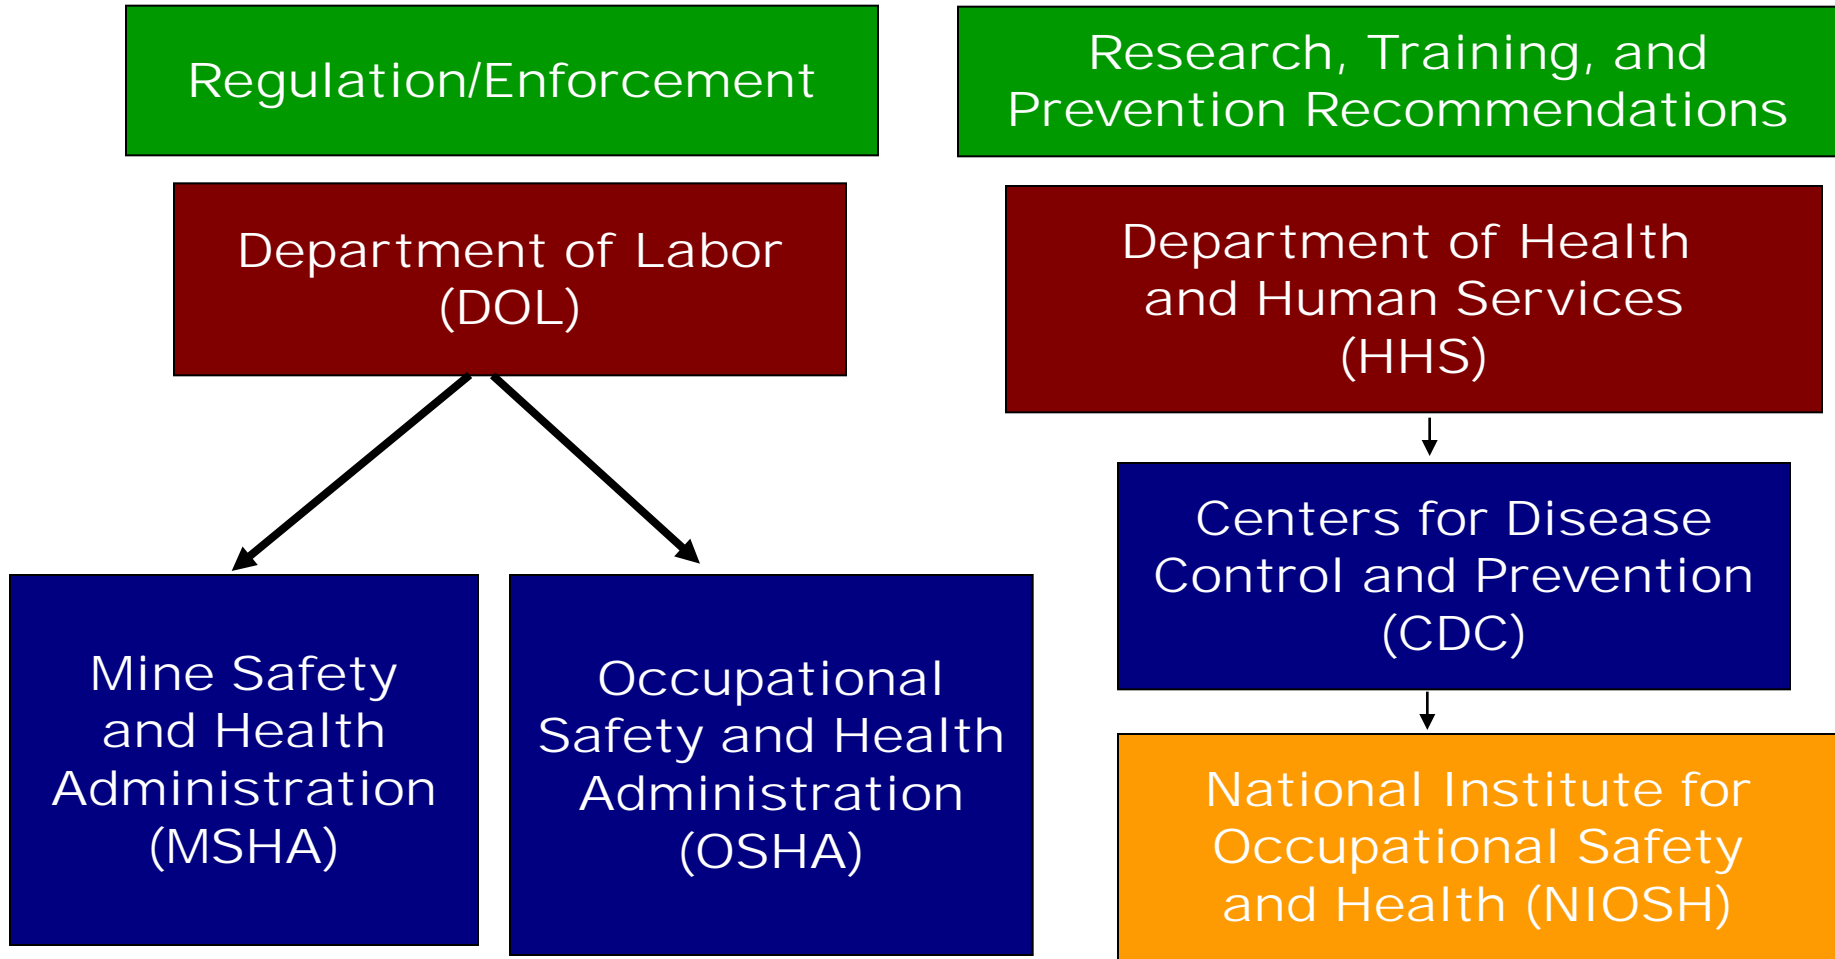 Regulation/Enforcement
Research, Training, and
Prevention Recommendations
Department of Labor
(DOL)
Department of Health
and Human Services
(HHS)
Mine Safety
and Health
Administration
(MSHA)
Occupational
Safety and Health
Administration
(OSHA)
Centers for Disease
Control and Prevention
(CDC)
National Institute for
Occupational Safety
and Health (NIOSH)